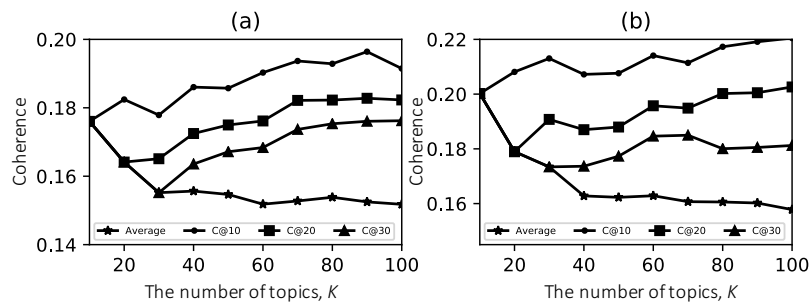 (a)
0.20
0.18
0.16
0.14
Coherence
Average C@10 C@20 C@30
20 40 60 80 100
The number of topics, K
(b)
0.22
0.20
0.18
0.16
Coherence
Average C@10 C@20 C@30
20 40 60 80 100
The number of topics, K